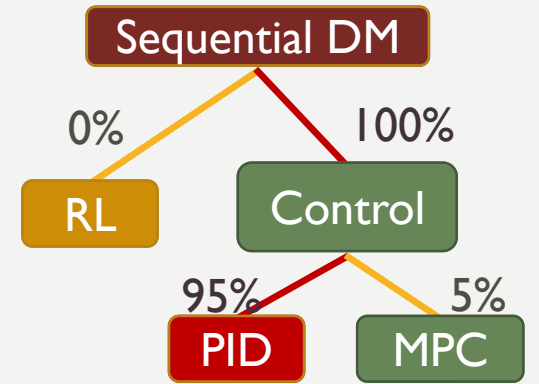 Sequential DM
0%
100%
RL
Control
95%
5%
PID
MPC